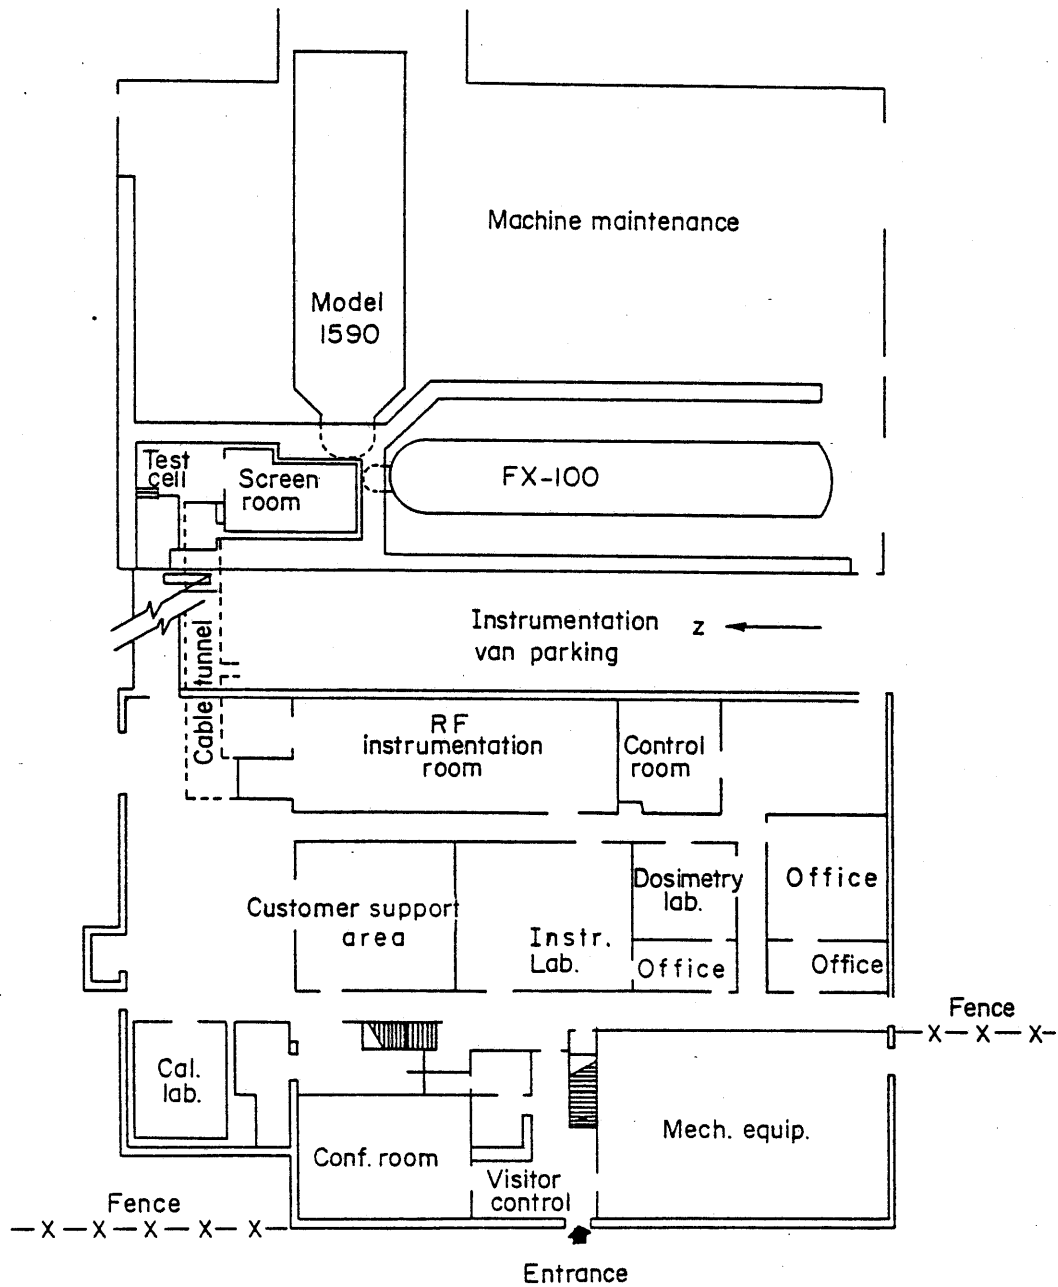 Machine maintenance
Model
1590
Test
cell
Screen
room
FX-100
Instrumentation
van parking
z
Cable tunnel
RF
instrumentation
room
Control
room
Customer support
area
Instr.
Lab.
Dosimetry
lab.
Office
Office
Office
Fence
X X X
Cal.
lab.
Conf. room
Visitor
control
Mech. equip.
Fence
X X X X X
Entrance